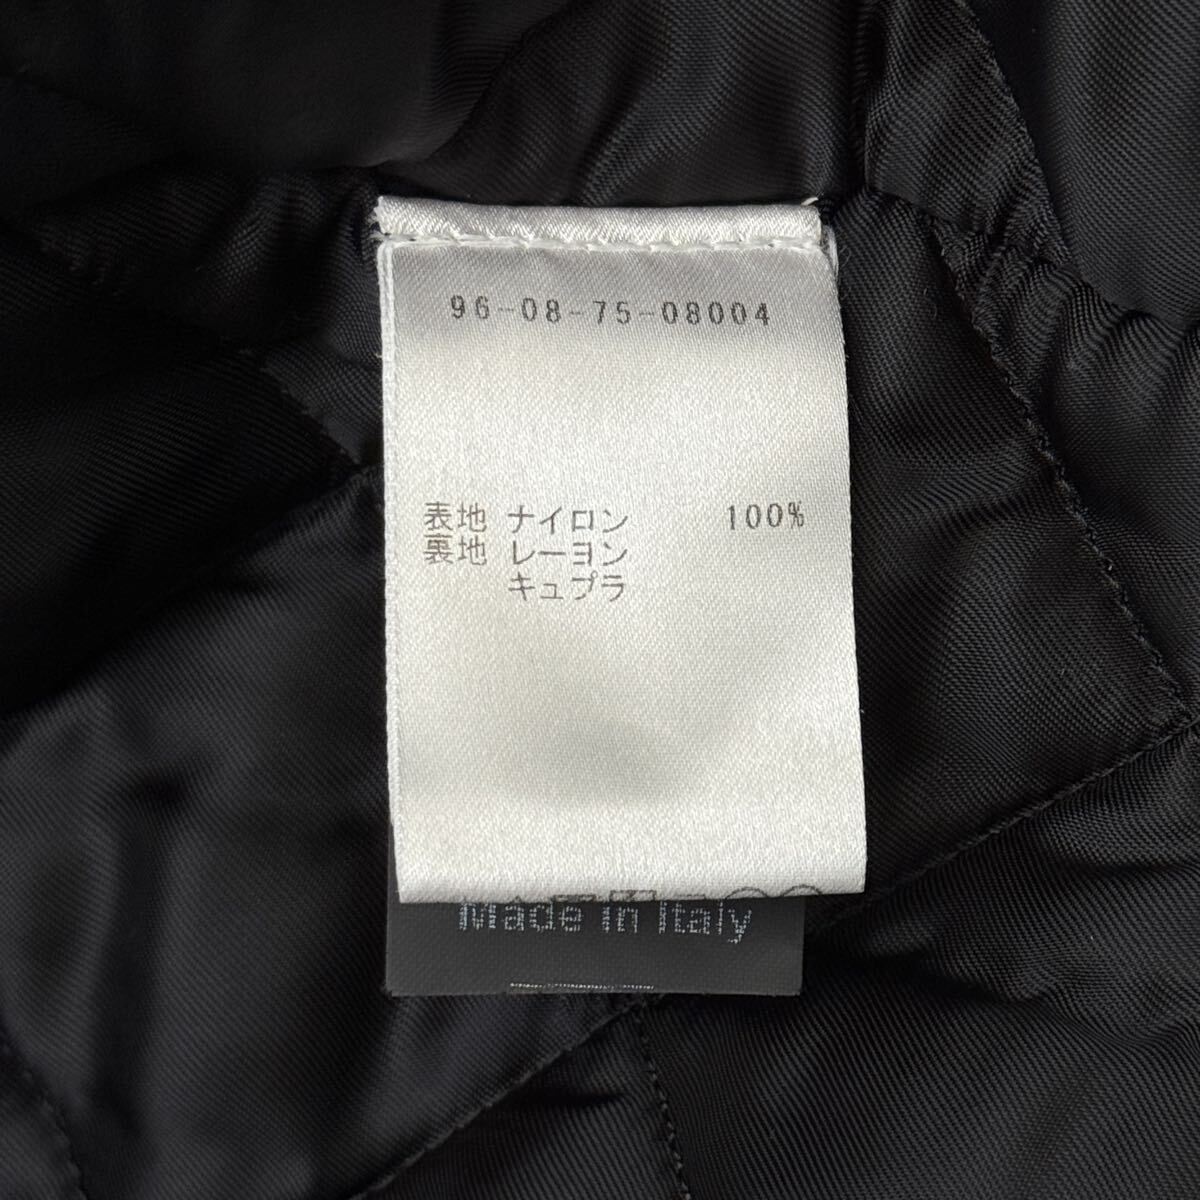 96-08-75-08004
表地 ナイロン 100%
裏地 レーヨン
キュプラ
Made in Italy